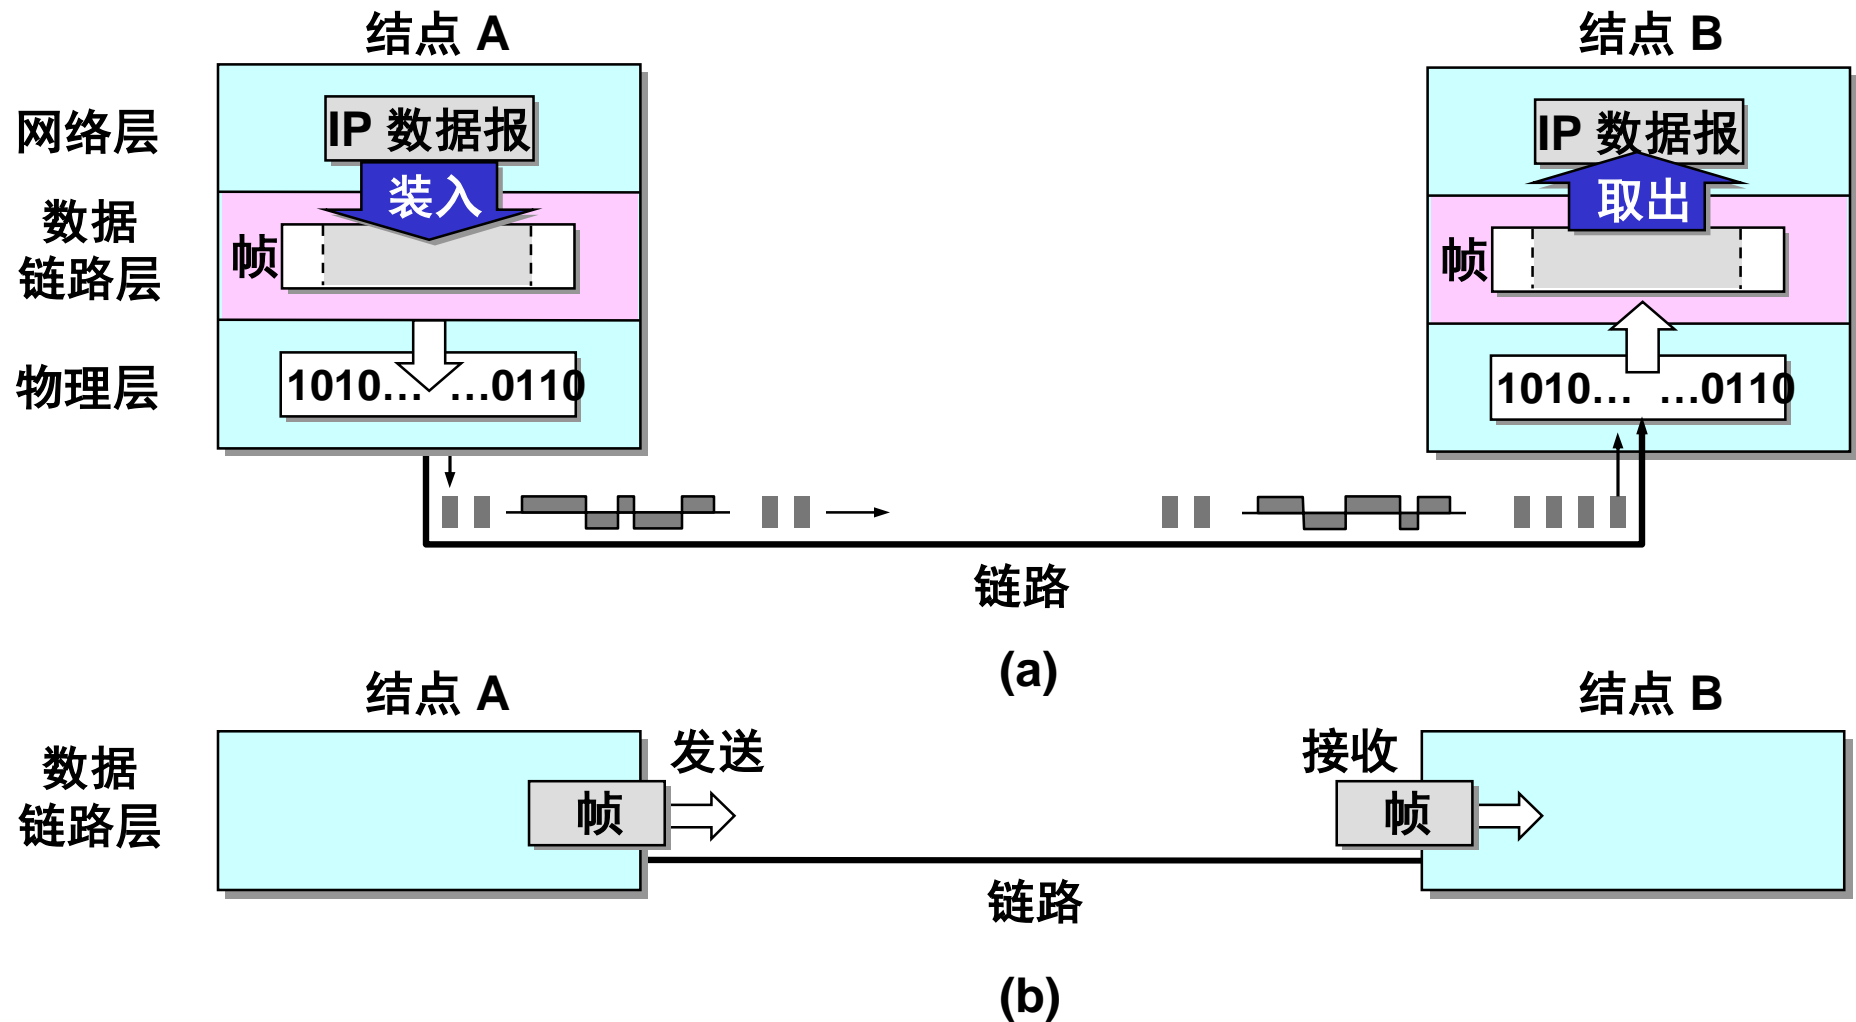 结点 A
结点 B
网络层
IP 数据报
IP 数据报
装入
取出
数据
链路层
帧
帧
物理层
1010… …0110
1010… …0110
链路
(a)
结点 A
结点 B
数据
链路层
发送
接收
帧
帧
链路
(b)